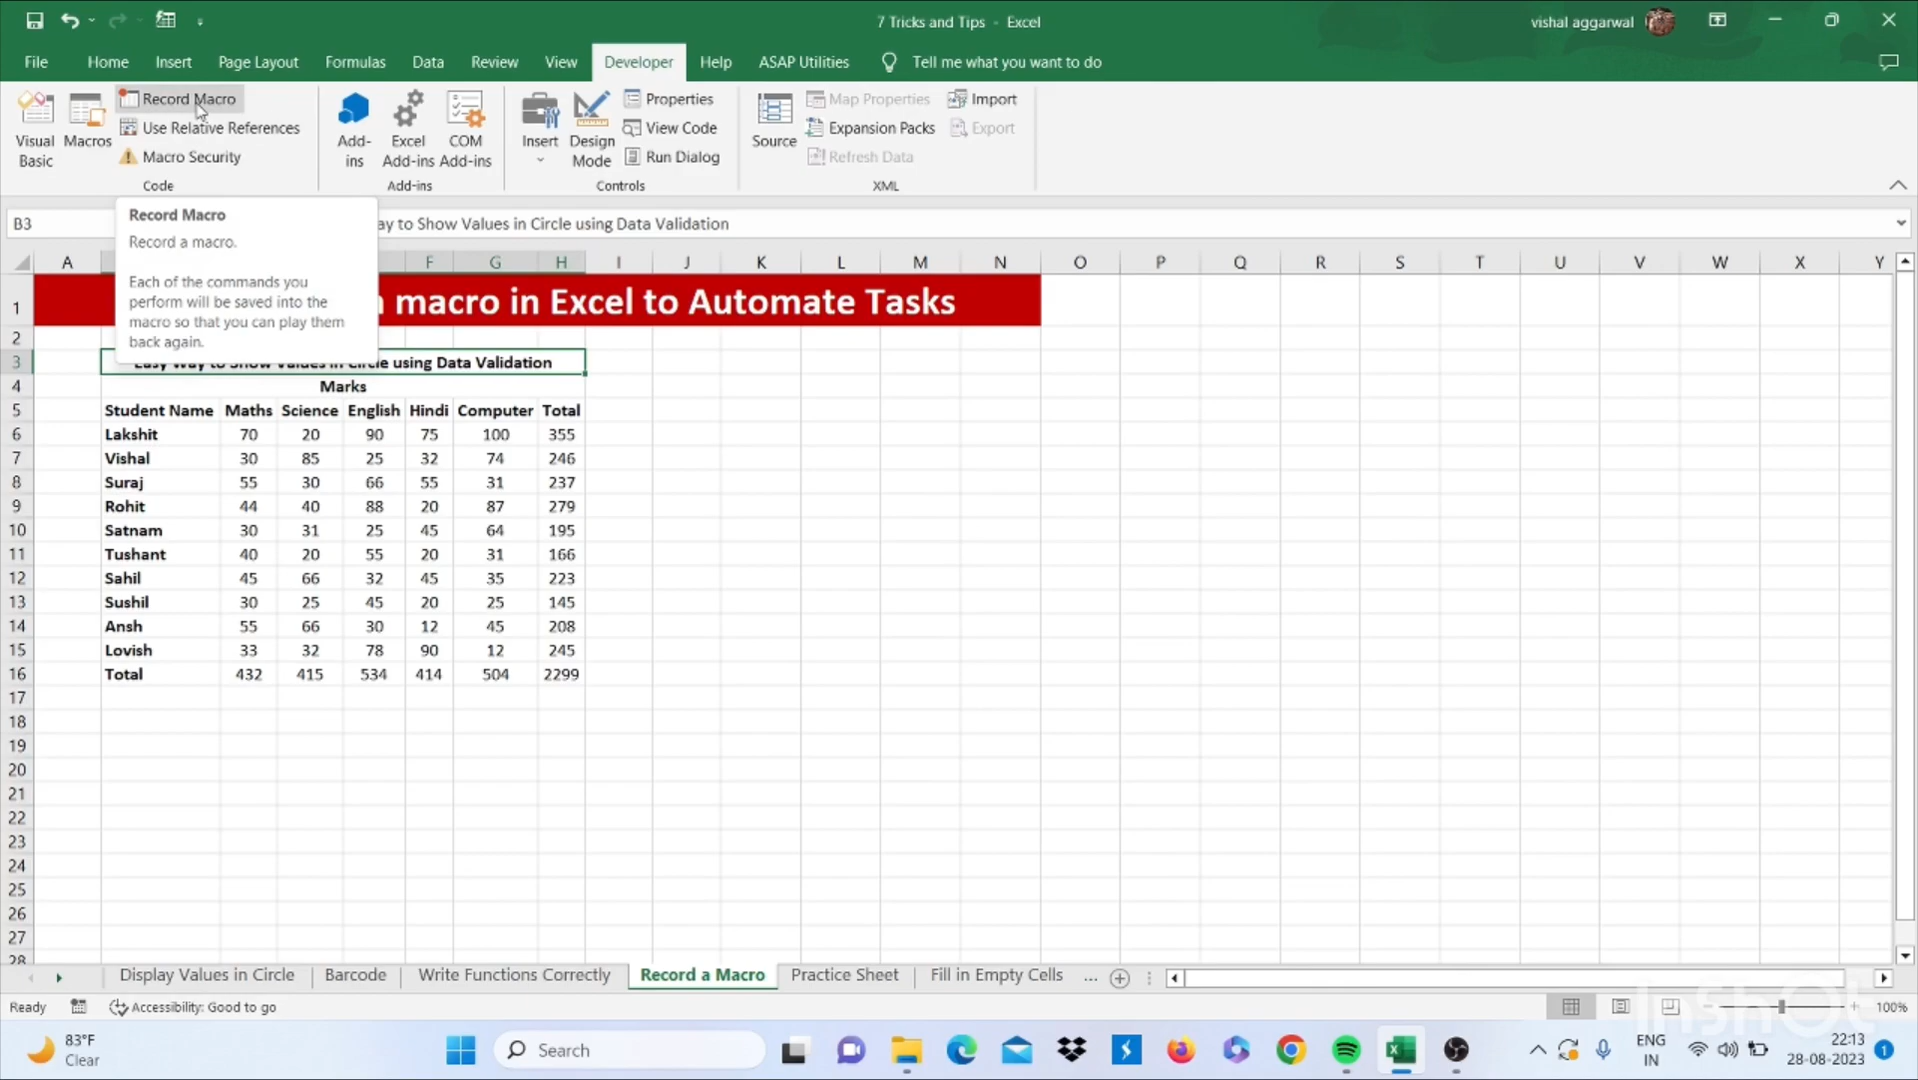 7 Tricks and Tips - Excel
vishal aggarwal
File Home Insert Page Layout Formulas Data Review View Developer Help ASAP Utilities Tell me what you want to do
Visual Basic
Macros
Record Macro
Use Relative References
Macro Security
Code
Add-ins
Excel Add-ins
COM Add-ins
Add-ins
Insert
Design Mode
Properties
View Code
Run Dialog
Controls
Source
Map Properties
Expansion Packs
Refresh Data
Import
Export
XML
B3
ay to Show Values in Circle using Data Validation
Record Macro
Record a macro.
Each of the commands you
perform will be saved into the
macro so that you can play them
back again.
A F G H I J K L M N O P Q R S T U V W X Y
1 macro in Excel to Automate Tasks
2
3 Easy Way to Show Values in Circle using Data Validation
4 Marks
5 Student Name Maths Science English Hindi Computer Total
6 Lakshit 70 20 90 75 100 355
7 Vishal 30 85 25 32 74 246
8 Suraj 55 30 66 55 31 237
9 Rohit 44 40 88 20 87 279
10 Satnam 30 31 25 45 64 195
11 Tushant 40 20 55 20 31 166
12 Sahil 45 66 32 45 35 223
13 Sushil 30 25 45 20 25 145
14 Ansh 55 66 30 12 45 208
15 Lovish 33 32 78 90 12 245
16 Total 432 415 534 414 504 2299
17
18
19
20
21
22
23
24
25
26
27
28
Display Values in Circle Barcode Write Functions Correctly Record a Macro Practice Sheet Fill in Empty Cells ...
Ready Accessibility: Good to go 100%
InShOt
83°F
Clear
Search
ENG
IN
22:13
28-08-2023
1